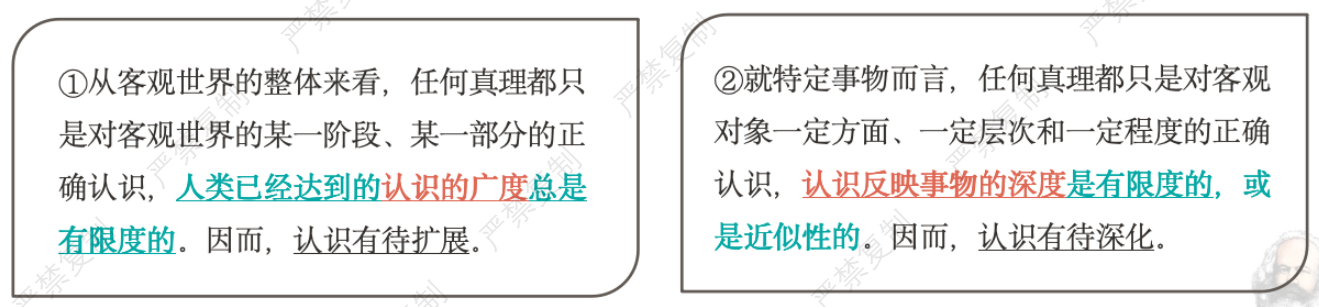 ①从客观世界的整体来看，任何真理都只
是对客观世界的某一阶段、某一部分的正
确认识，人类已经达到的认识的广度总是
有限度的。因而，认识有待扩展。
②就特定事物而言，任何真理都只是对客观
对象一定方面、一定层次和一定程度的正确
认识，认识反映事物的深度是有限度的，或
是近似性的。因而，认识有待深化。
严禁复制
严禁复制
严禁复制
严禁复制
严禁复制
严禁复制
严禁复制
严禁复制